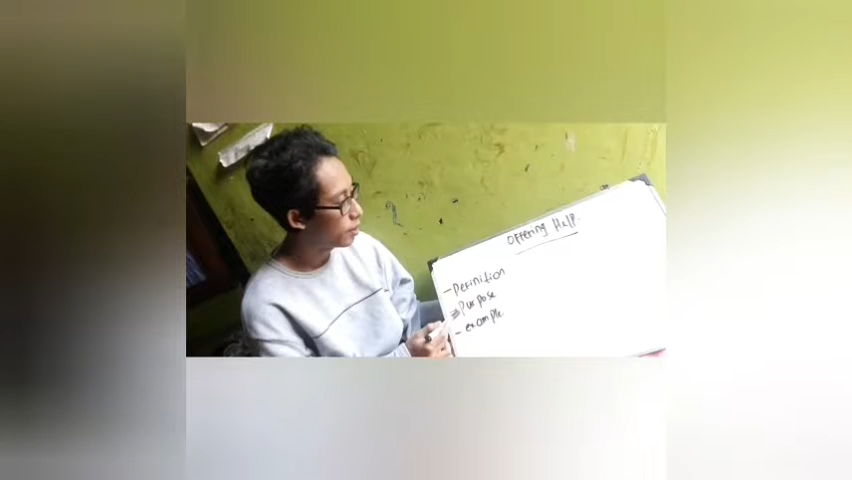 Offering Help.
- Definition
- Purpose
- example.